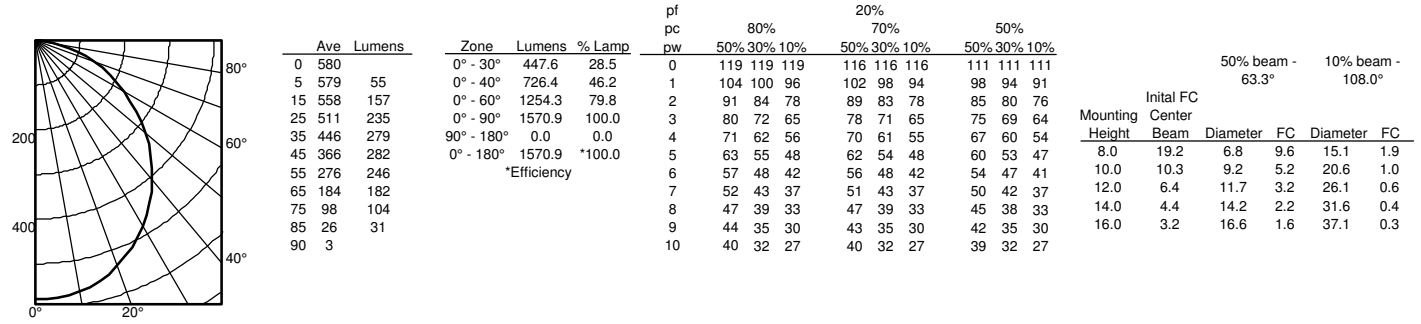 200
400
0° 20°
40°
60°
80°
Ave Lumens
0 580
5 579 55
15 558 157
25 511 235
35 446 279
45 366 282
55 276 246
65 184 182
75 98 104
85 26 31
90 3
Zone Lumens % Lamp
0° - 30° 447.6 28.5
0° - 40° 726.4 46.2
0° - 60° 1254.3 79.8
0° - 90° 1570.9 100.0
90° - 180° 0.0 0.0
0° - 180° 1570.9 *100.0
*Efficiency
pf 20%
pc 80% 70% 50%
pw 50% 30% 10% 50% 30% 10% 50% 30% 10%
0 119 119 119 116 116 116 111 111 111
1 104 100 96 102 98 94 98 94 91
2 91 84 78 89 83 78 85 80 76
3 80 72 65 78 71 65 75 69 64
4 71 62 56 70 61 55 67 60 54
5 63 55 48 62 54 48 60 53 47
6 57 48 42 56 48 42 54 47 41
7 52 43 37 51 43 37 50 42 37
8 47 39 33 47 39 33 45 38 33
9 44 35 30 43 35 30 42 35 30
10 40 32 27 40 32 27 39 32 27
50% beam - 10% beam -
63.3° 108.0°
Inital FC
Mounting Center
Height Beam Diameter FC Diameter FC
8.0 19.2 6.8 9.6 15.1 1.9
10.0 10.3 9.2 5.2 20.6 1.0
12.0 6.4 11.7 3.2 26.1 0.6
14.0 4.4 14.2 2.2 31.6 0.4
16.0 3.2 16.6 1.6 37.1 0.3